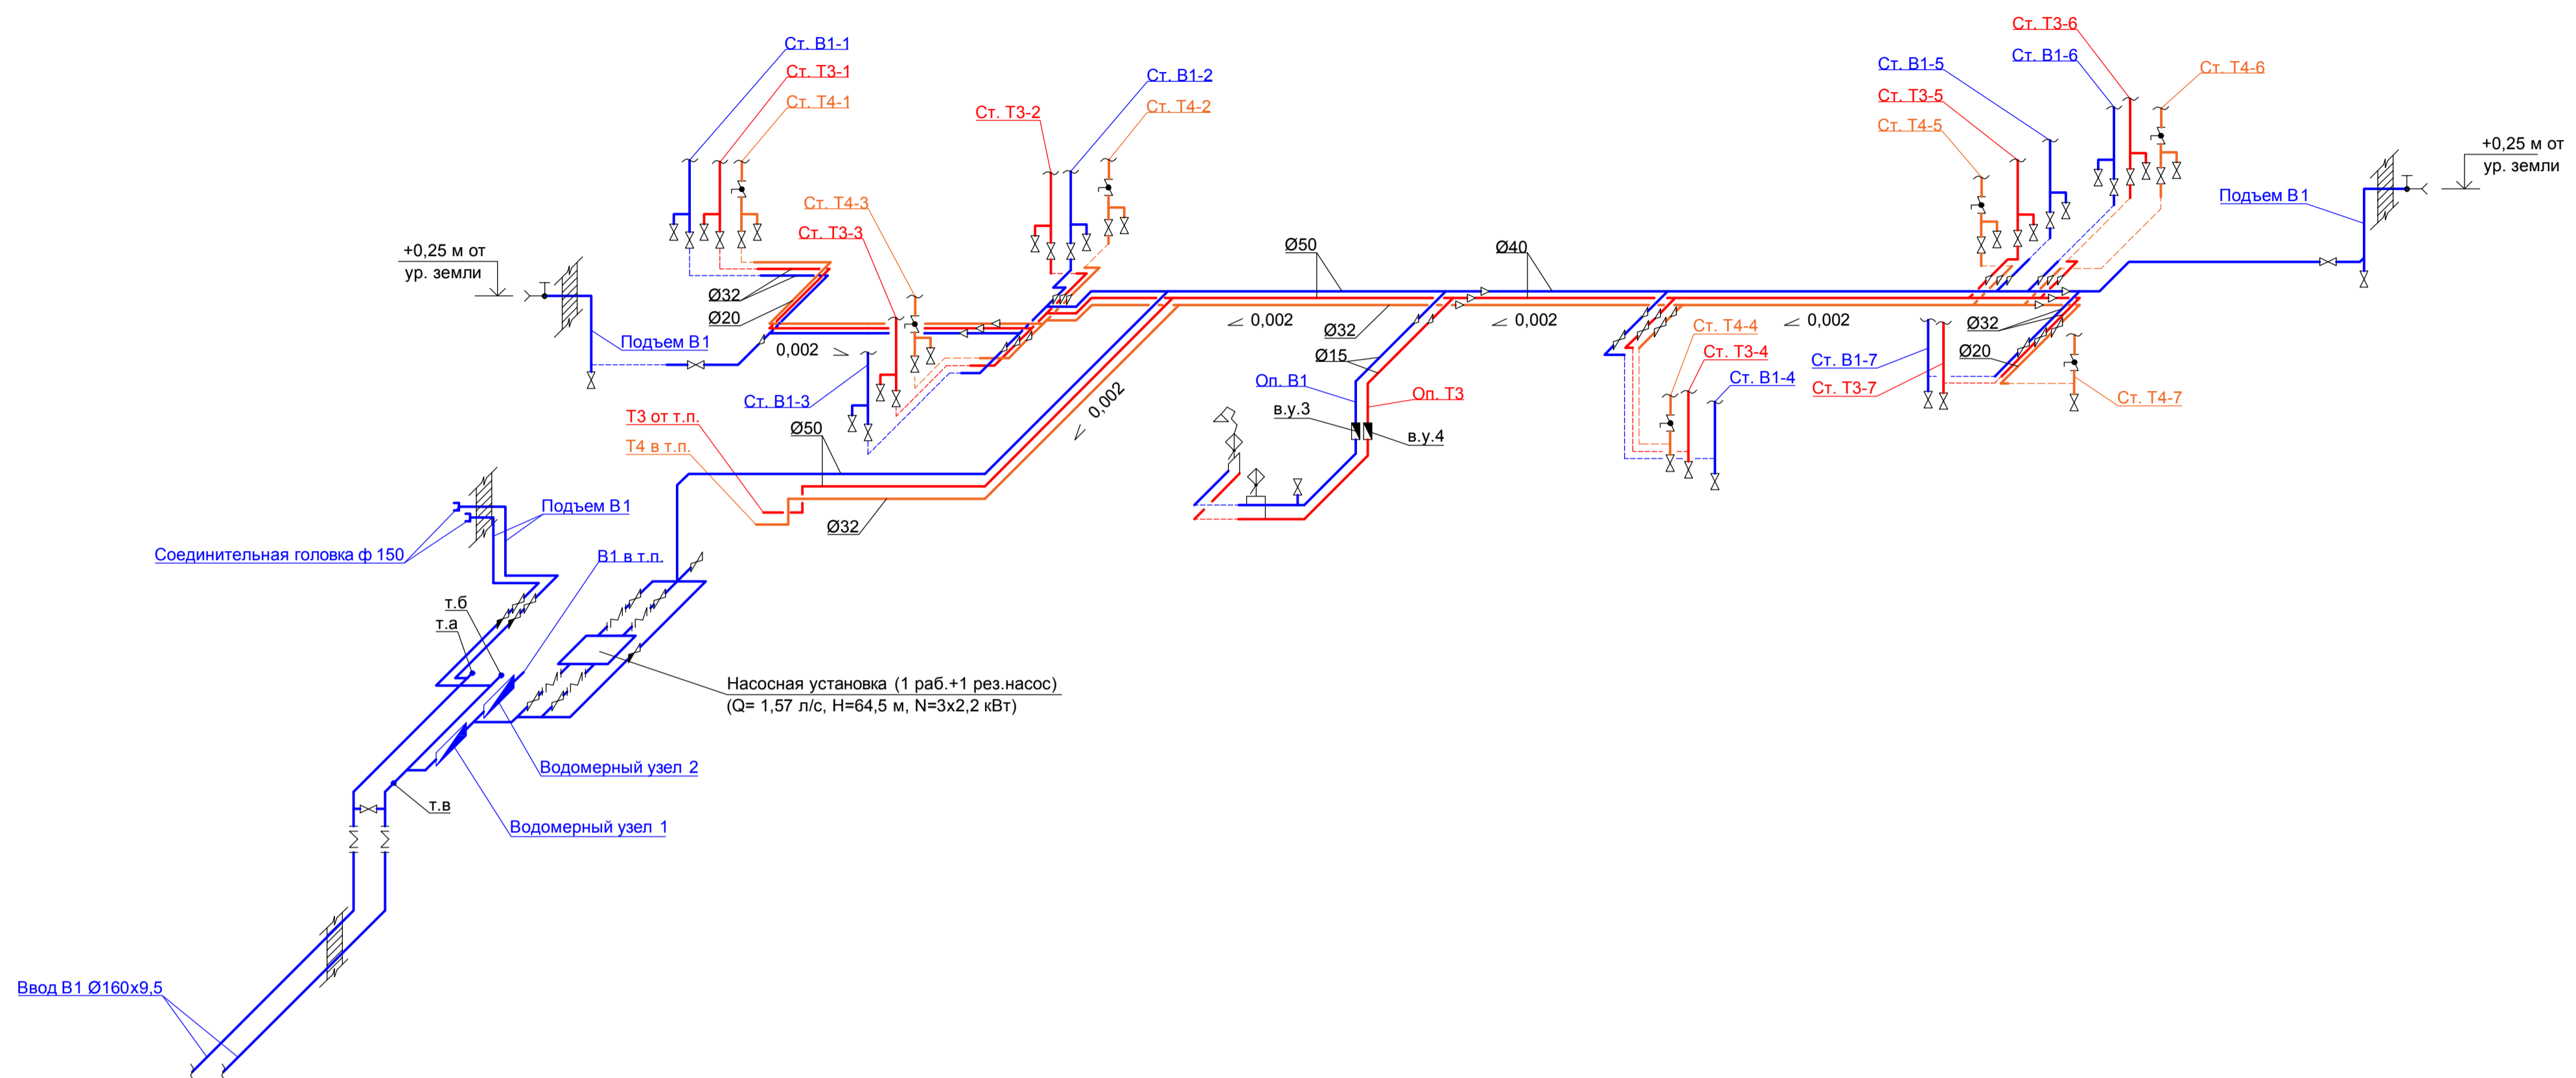 Ст. Т3-6
Ст. В1-1
Ст. В1-5
Ст. В1-6
Ст. Т4-6
Ст. Т3-1
Ст. В1-2
Ст. Т3-5
Ст. Т4-1
Ст. Т3-2
Ст. Т4-2
Ст. Т4-5
+0,25 м от
ур. земли
Подъем В1
Ст. Т4-3
Ст. Т3-3
+0,25 м от
ур. земли
Ø50
Ø40
Ø32
Ø20
0,002
Ø32
0,002
0,002
Ø32
Ст. Т4-4
Подъем В1
0,002
Ø15
Ст. Т3-4
Ст. В1-7
Ø20
Ст. В1-3
Оп. В1
Оп. Т3
Ст. В1-4
Ст. Т3-7
Ст. Т4-7
0,002
Т3 от т.п.
Ø50
в.у.3
в.у.4
Т4 в т.п.
Подъем В1
Ø32
Соединительная головка ф 150
В1 в т.п.
т.б
т.а
Насосная установка (1 раб.+1 рез.насос)
(Q= 1,57 л/с, H=64,5 м, N=3х2,2 кВт)
Водомерный узел 2
т.в
Водомерный узел 1
Ввод В1 Ø160х9,5